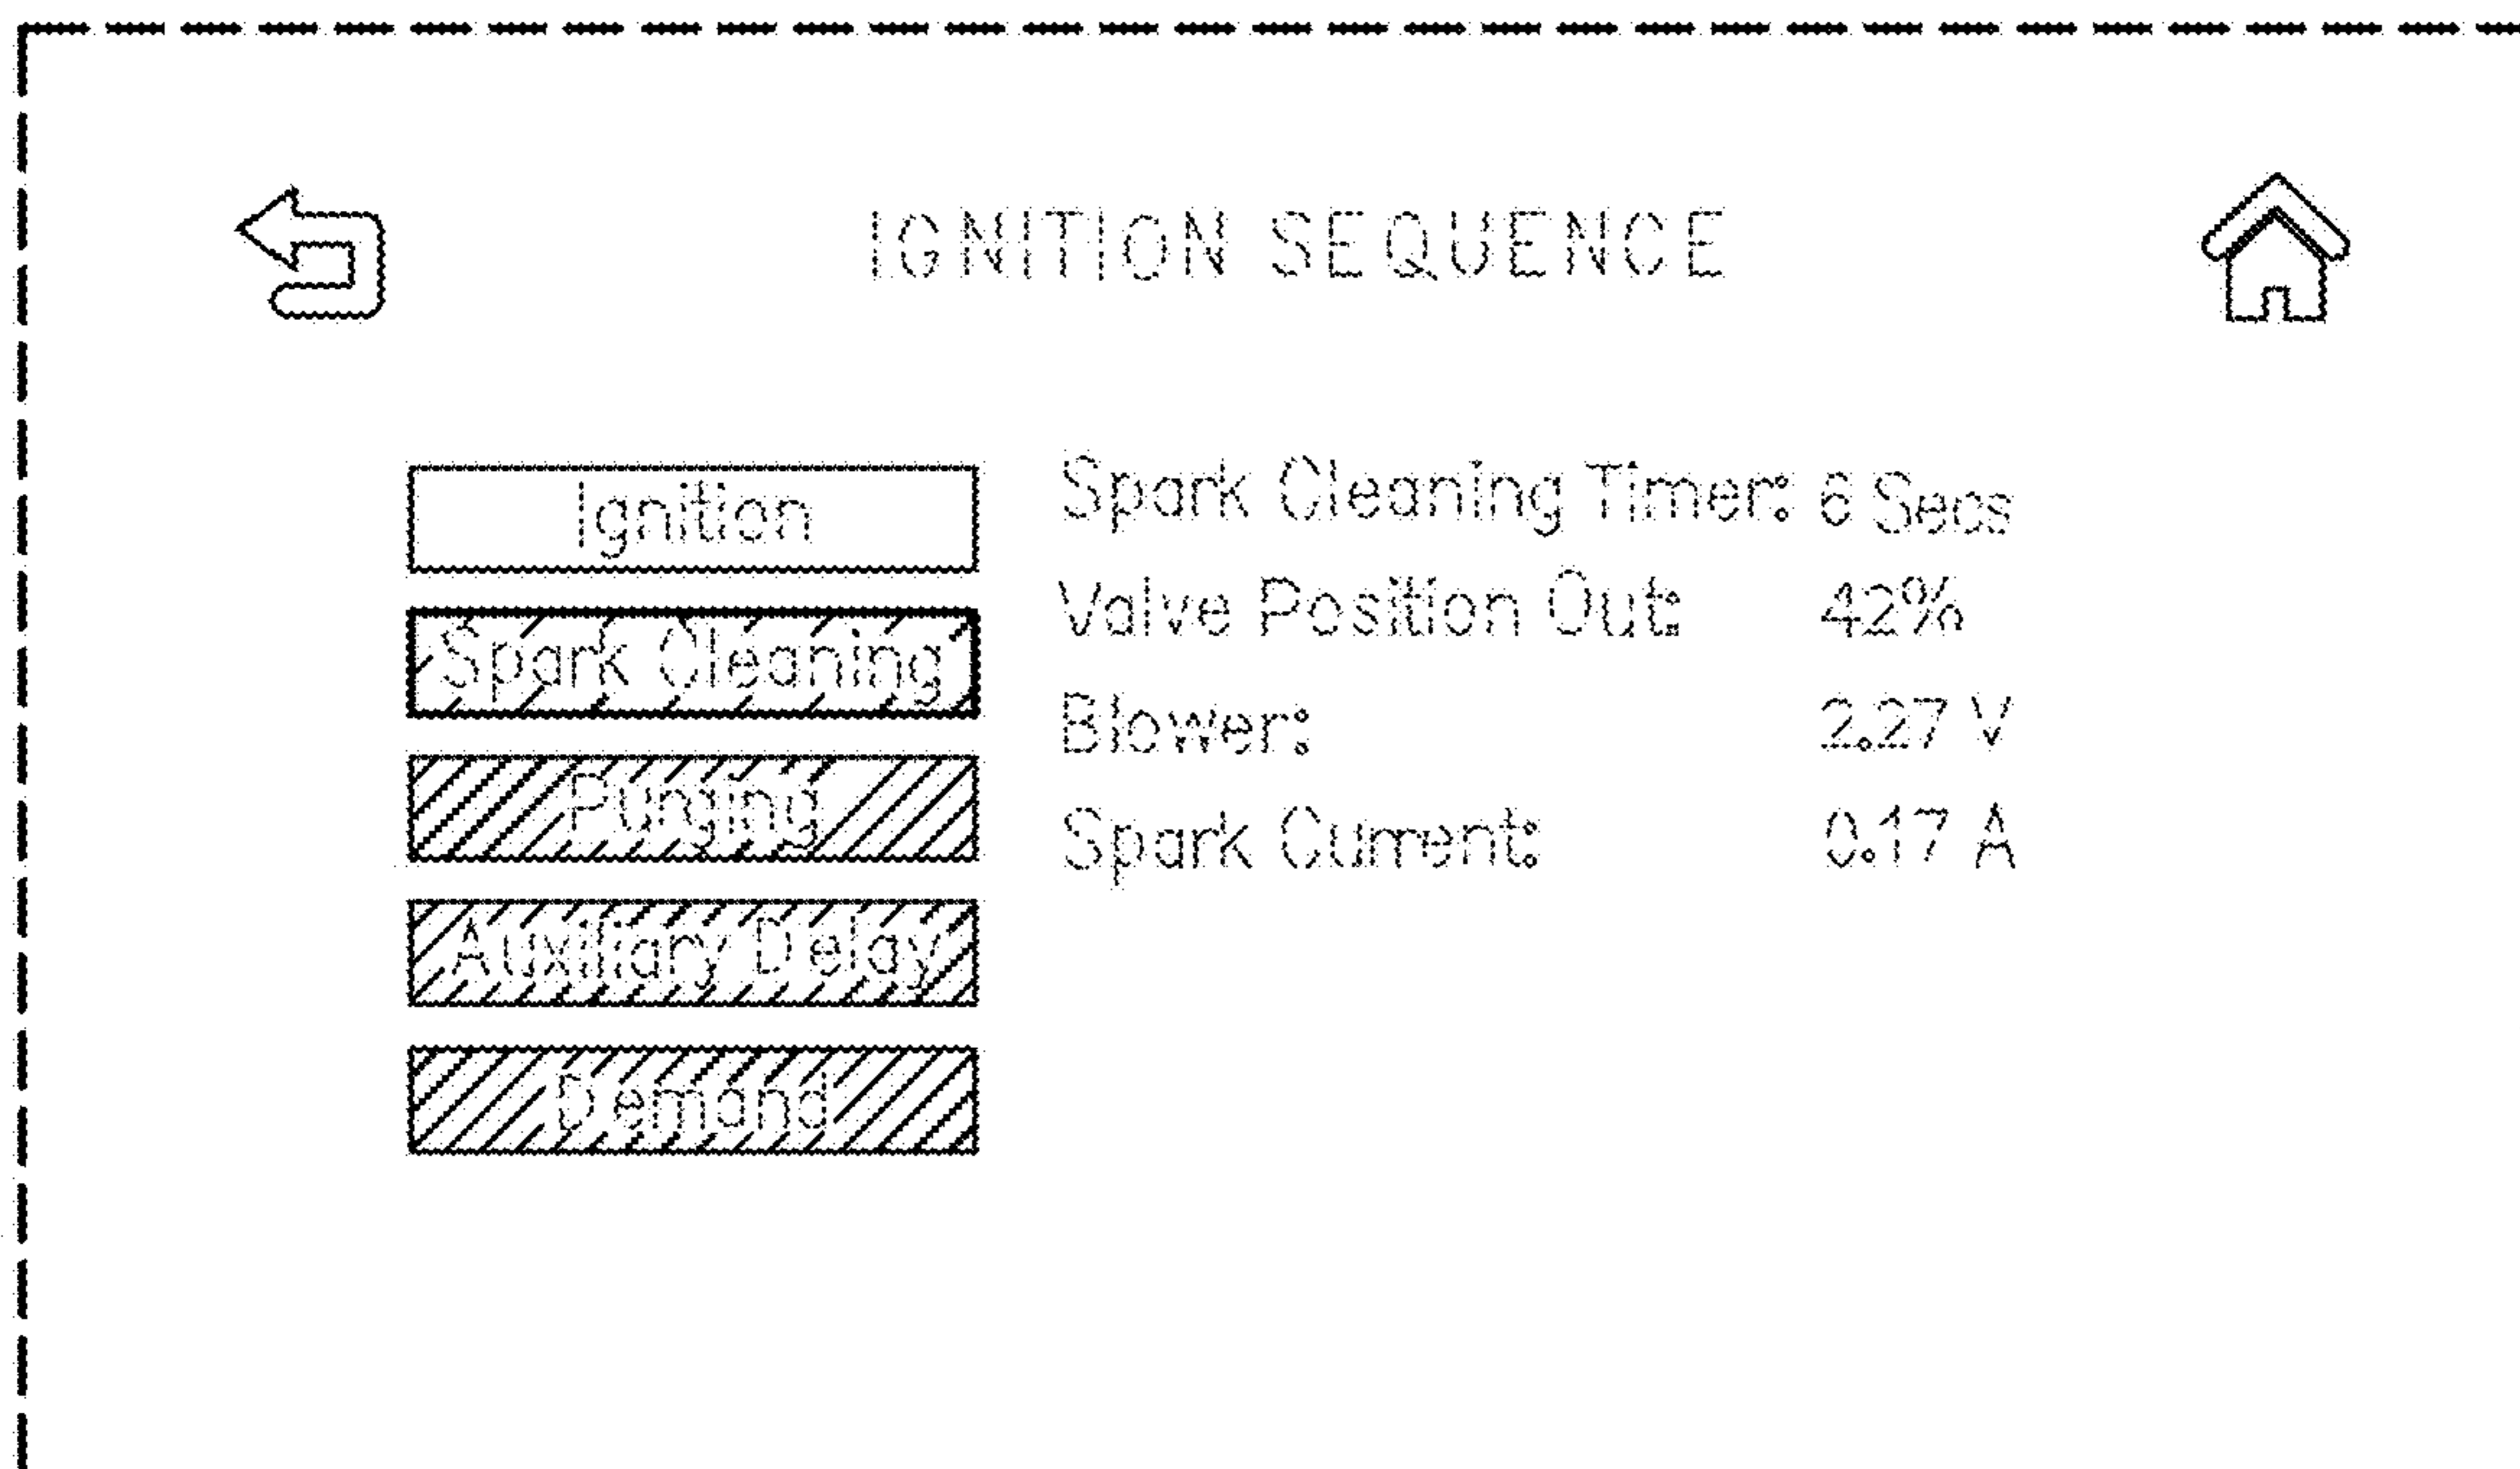 IGNITION SEQUENCE
Ignition
Spark Cleaning
Purging
Auxiliary Delay
Demand
Spark Cleaning Timer: 6 Secs
Valve Position Out: 42%
Blower: 2.27 V
Spark Current: 0.17 A